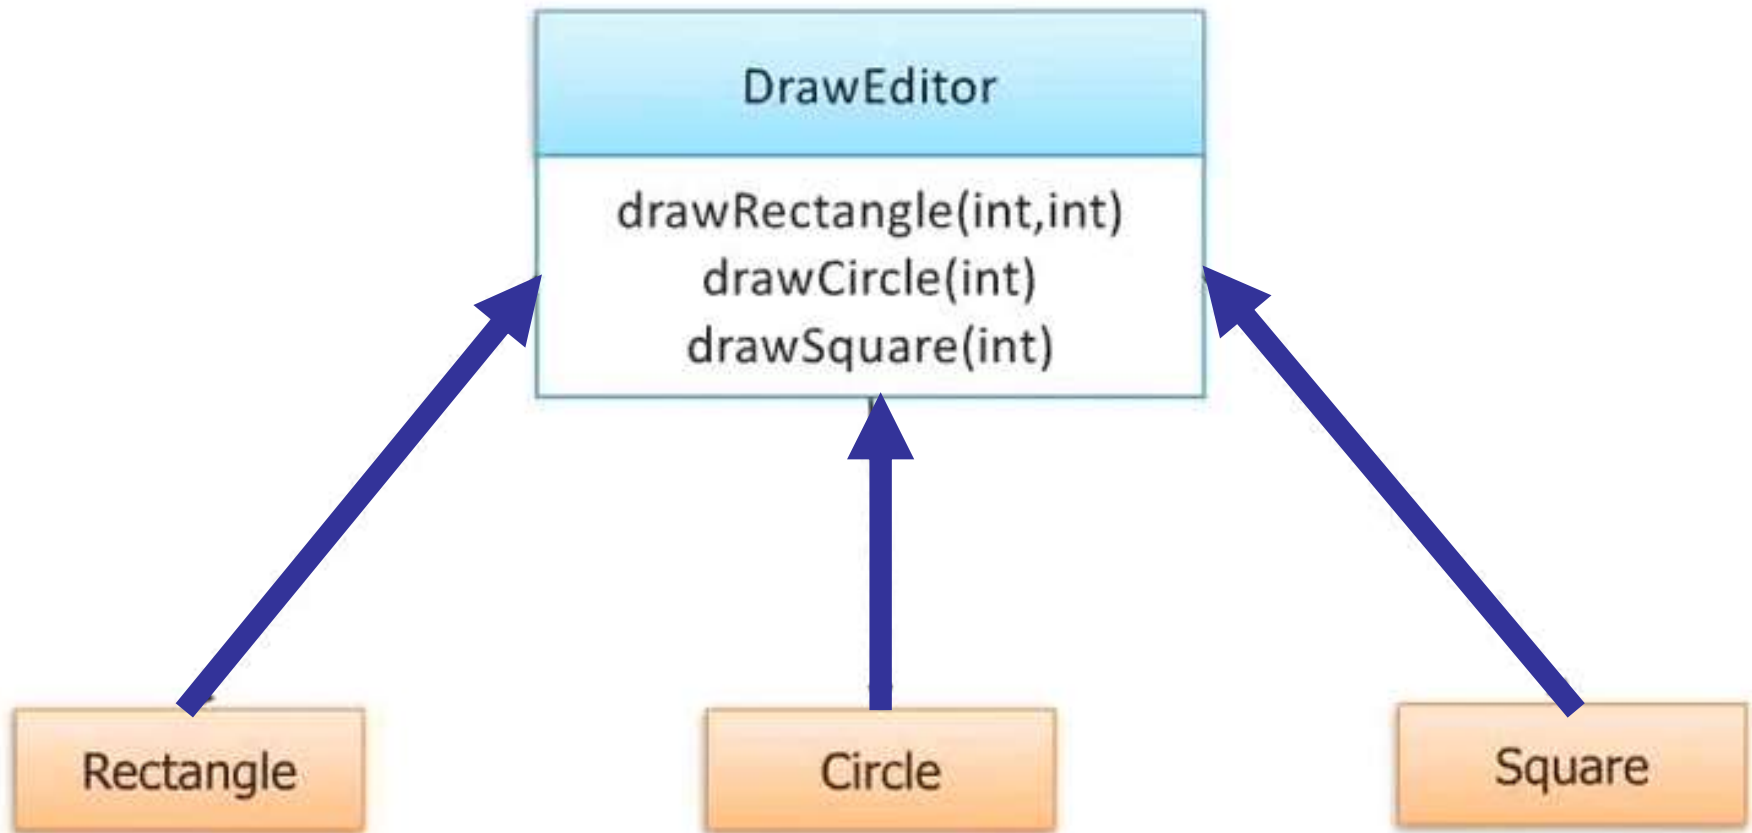 DrawEditor
drawRectangle(int,int)
drawCircle(int)
drawSquare(int)
Rectangle
Circle
Square